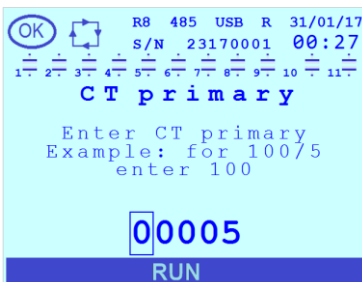 OK R8 485 USB R 31/01/17
S/N 23170001 00:27
1 2 3 4 5 6 7 8 9 10 11
CT primary
Enter CT primary
Example: for 100/5
enter 100
00005
RUN